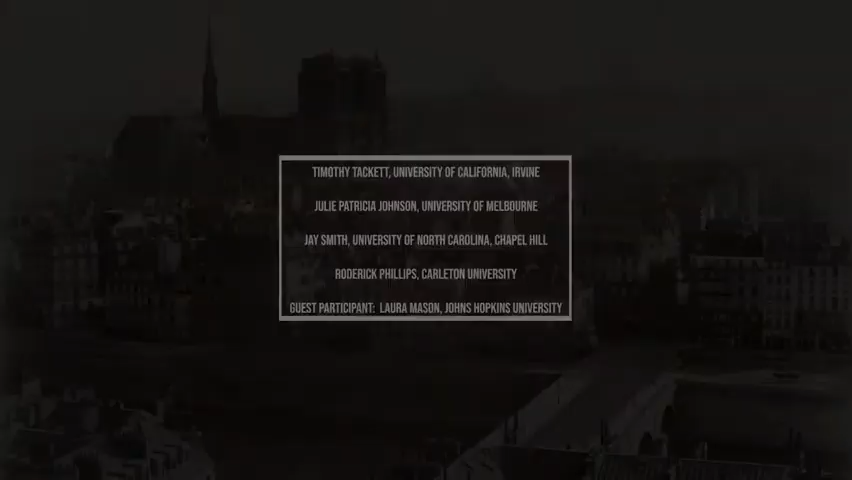 TIMOTHY TACKETT, UNIVERSITY OF CALIFORNIA, IRVINE
JULIE PATRICIA JOHNSON, UNIVERSITY OF MELBOURNE
JAY SMITH, UNIVERSITY OF NORTH CAROLINA, CHAPEL HILL
RODERICK PHILLIPS, CARLETON UNIVERSITY
GUEST PARTICIPANT: LAURA MASON, JOHNS HOPKINS UNIVERSITY